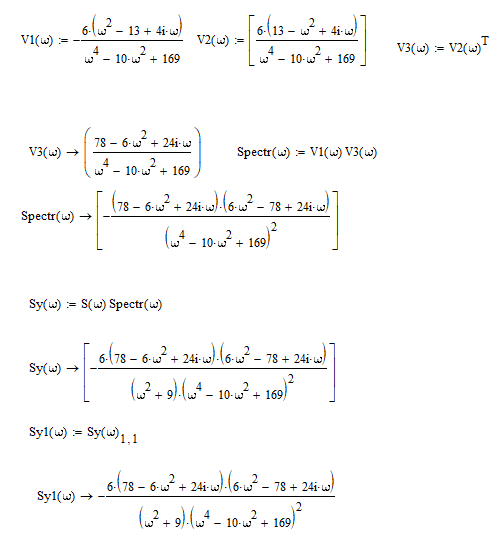 V1(ω) := -6·(ω² - 13 + 4i·ω) / (ω⁴ - 10·ω² + 169)   V2(ω) := [6·(13 - ω² + 4i·ω) / (ω⁴ - 10·ω² + 169)]   V3(ω) := V2(ω)ᵀ
V3(ω) → ((78 - 6·ω² + 24i·ω) / (ω⁴ - 10·ω² + 169))   Spectr(ω) := V1(ω) V3(ω)
Spectr(ω) → [-(78 - 6·ω² + 24i·ω)·(6·ω² - 78 + 24i·ω) / (ω⁴ - 10·ω² + 169)²]
Sy(ω) := S(ω) Spectr(ω)
Sy(ω) → [-6·(78 - 6·ω² + 24i·ω)·(6·ω² - 78 + 24i·ω) / ((ω² + 9)·(ω⁴ - 10·ω² + 169)²)]
Sy1(ω) := Sy(ω)₁,₁
Sy1(ω) → -6·(78 - 6·ω² + 24i·ω)·(6·ω² - 78 + 24i·ω) / ((ω² + 9)·(ω⁴ - 10·ω² + 169)²)